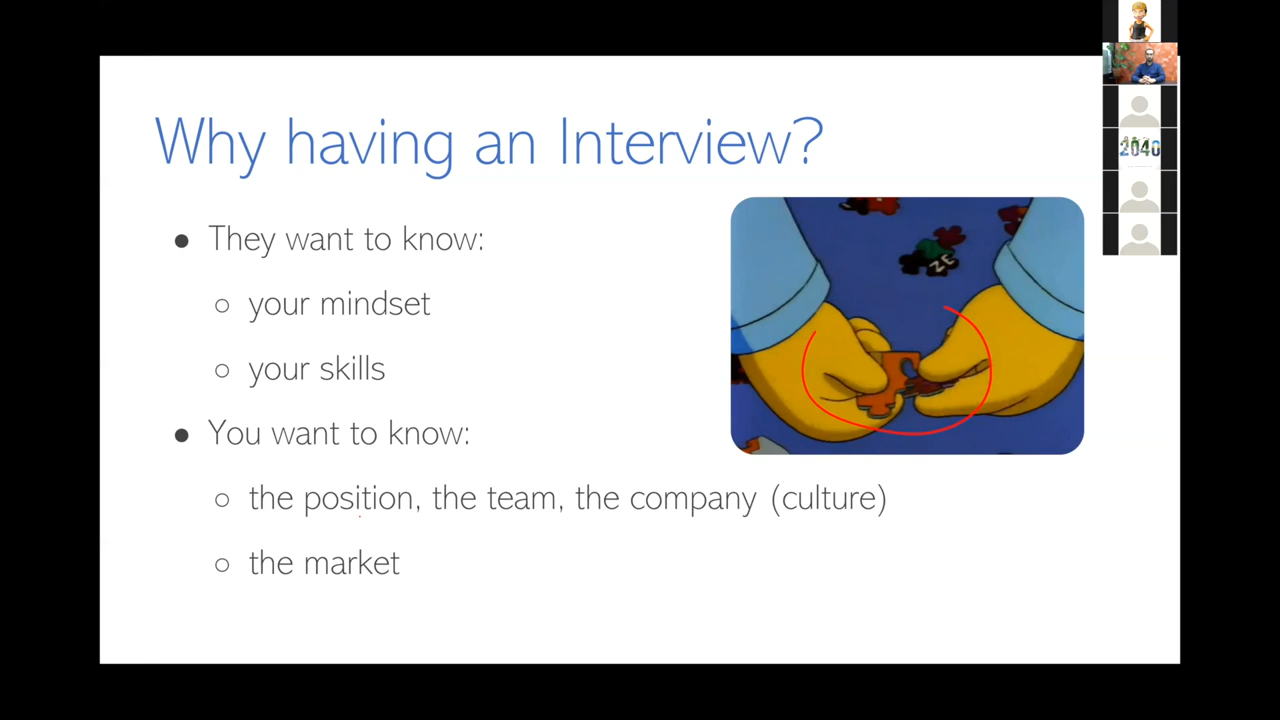 Why having an Interview?
● They want to know:
○ your mindset
○ your skills
● You want to know:
○ the position, the team, the company (culture)
○ the market
ZE
2040